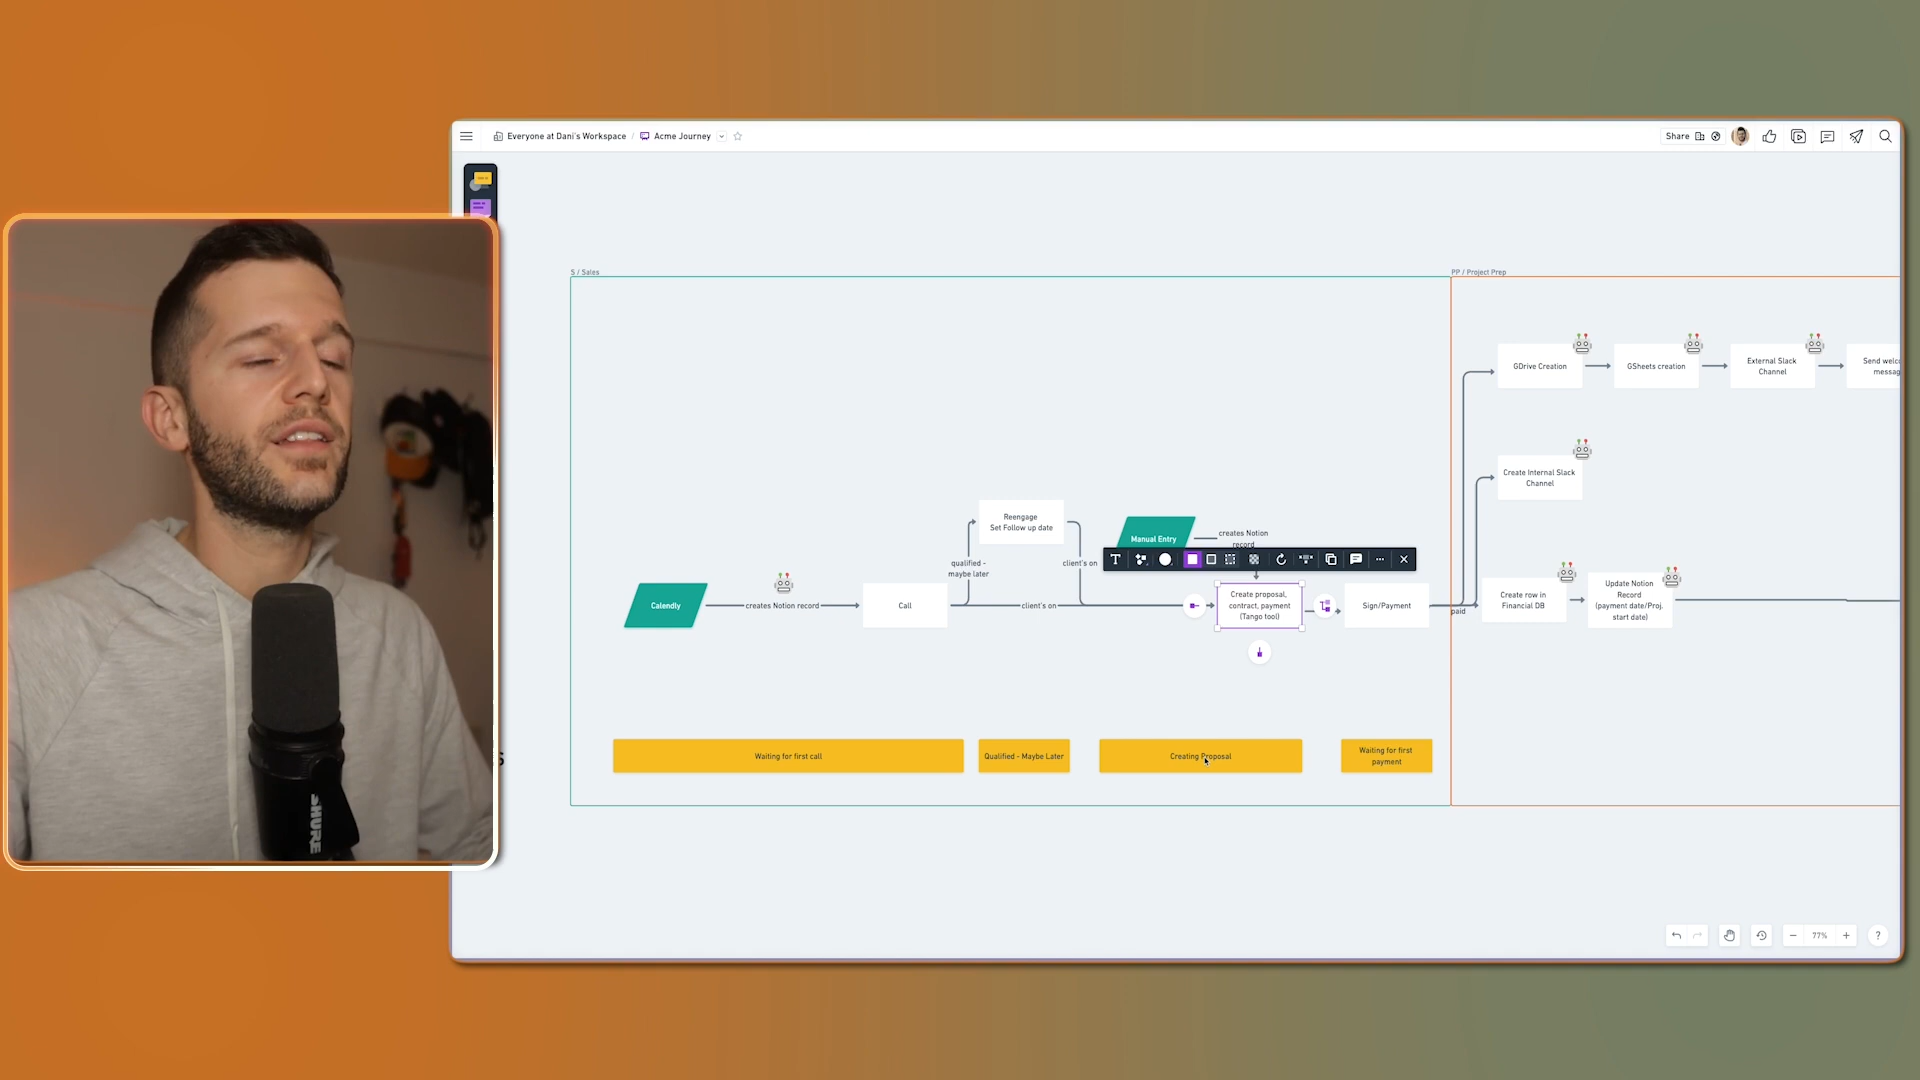 Everyone at Dani's Workspace / Acme Journey
Share
S / Sales
PP / Project Prep
GDrive Creation
GSheets creation
External Slack
Channel
Create Internal Slack
Channel
Reengage
Set Follow up date
Manual Entry
creates Notion
record
qualified -
maybe later
client's on
Calendly
creates Notion record
Call
client's on
Create proposal,
contract, payment
(Tango tool)
Sign/Payment
paid
Create row in
Financial DB
Update Notion
Record
(payment date/Proj.
start date)
Waiting for first call
Qualified - Maybe Later
Creating Proposal
Waiting for first
payment
77%
SHURE